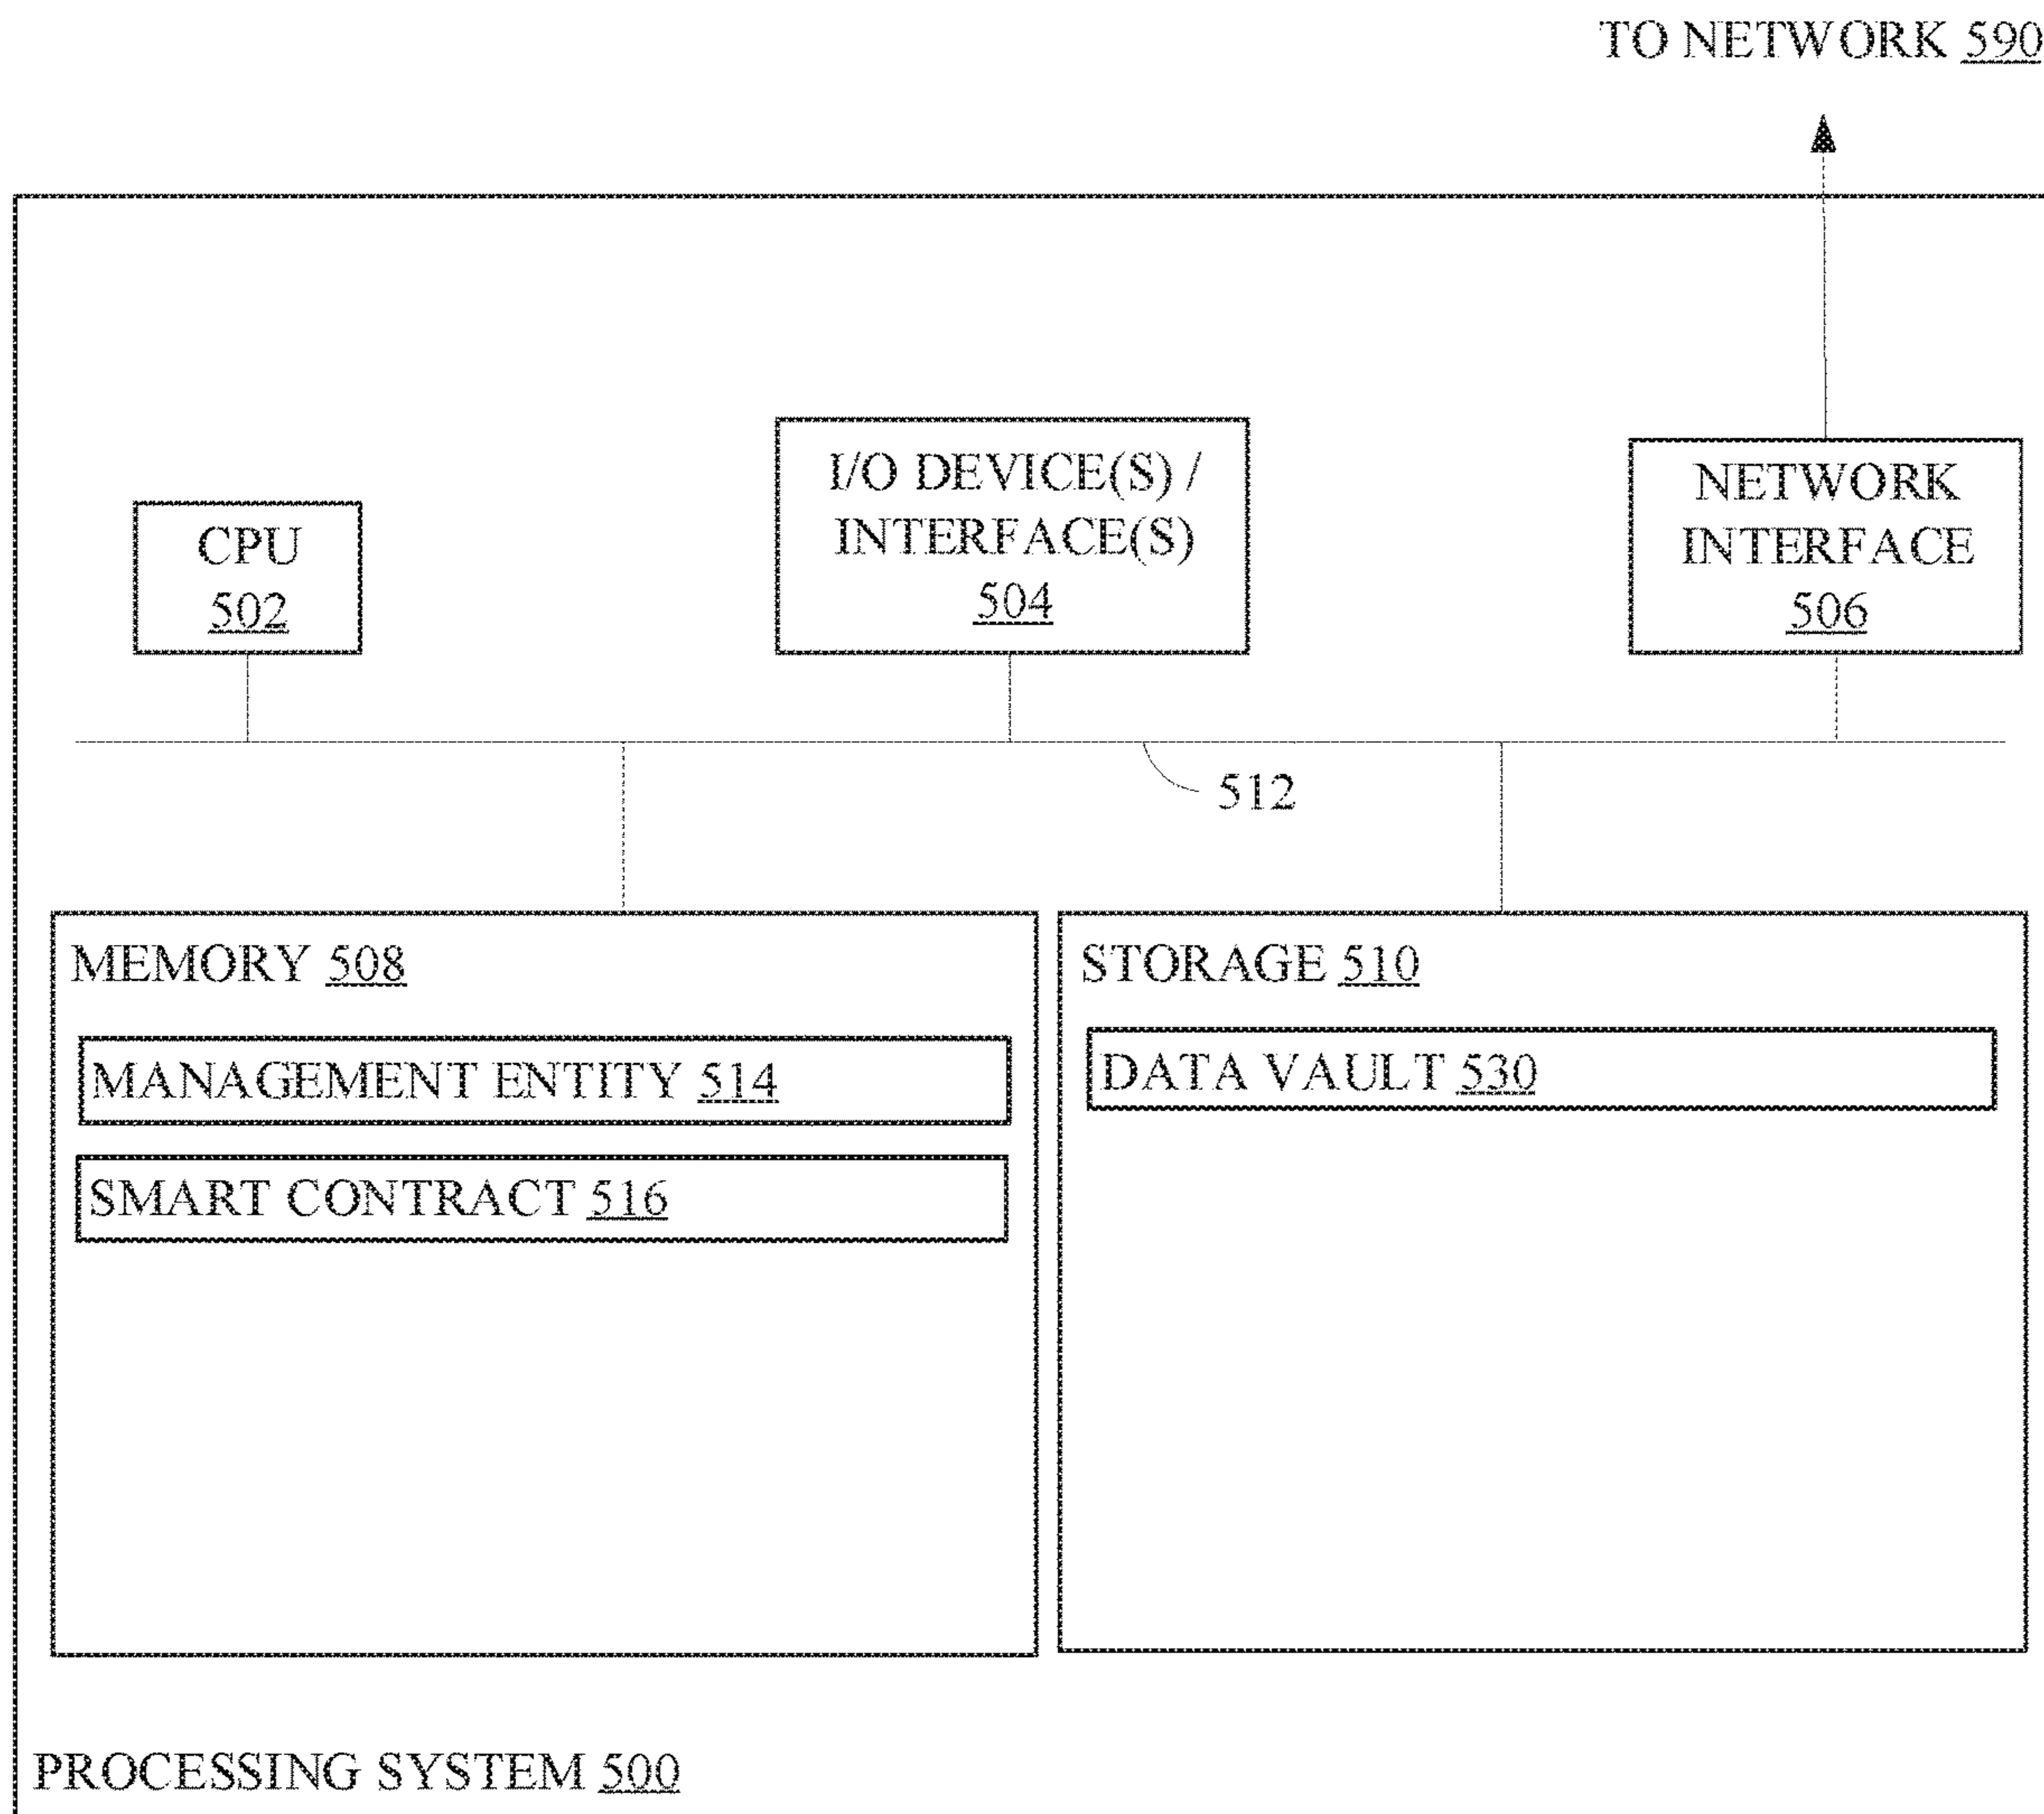 TO NETWORK 590
CPU
502
I/O DEVICE(S) /
INTERFACE(S)
504
NETWORK
INTERFACE
506
512
MEMORY 508
MANAGEMENT ENTITY 514
SMART CONTRACT 516
STORAGE 510
DATA VAULT 530
PROCESSING SYSTEM 500